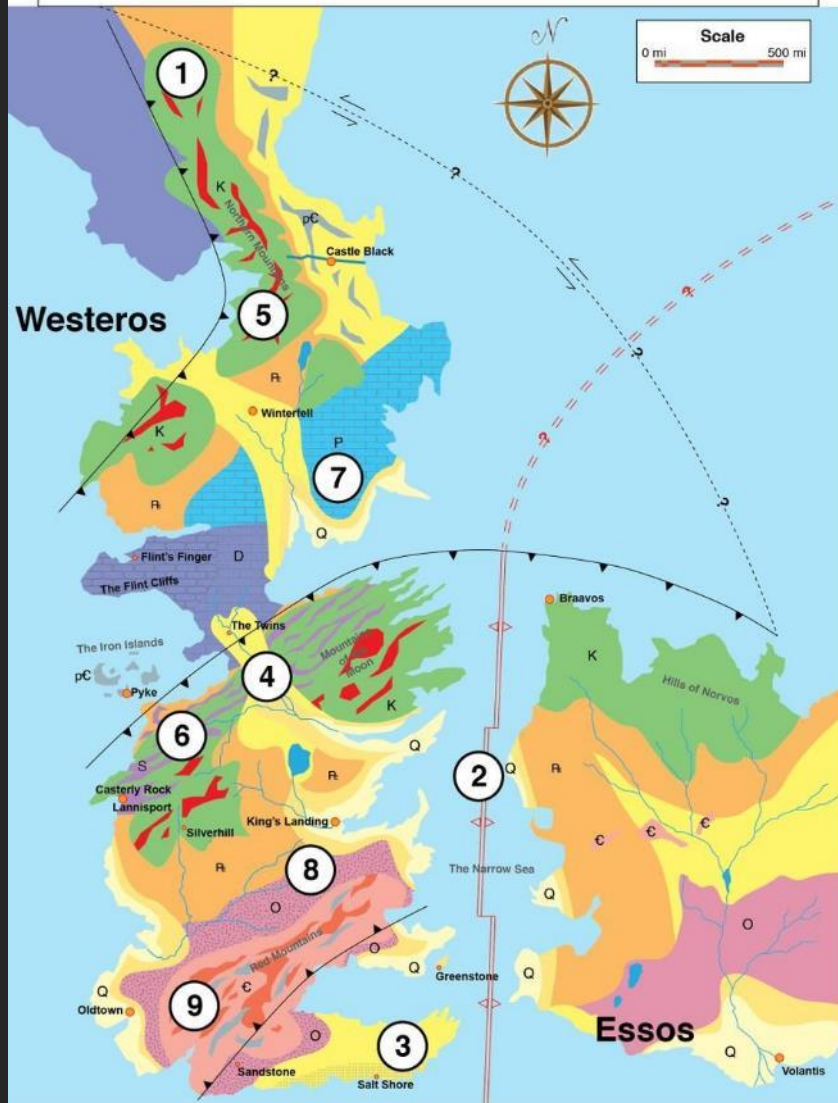 N
Scale
0 mi 500 mi
1
?
?
K
Northern Mountains
pЄ
Castle Black
Westeros
5
?
?
Winterfell
K
P
7
?
?
Q
Flint's Finger
D
The Flint Cliffs
Braavos
The Twins
The Iron Islands
Mountains of the Moon
K
pЄ
Pyke
4
Hills of Norvos
K
6
Q
S
2
Q
Casterly Rock
Lannisport
King's Landing
Silverhill
Є
Є
Є
8
The Narrow Sea
O
Q
O
Red Mountains
O
Q
Q
Є
Greenstone
Q
9
Oldtown
Essos
O
3
Q
Sandstone
Salt Shore
Volantis